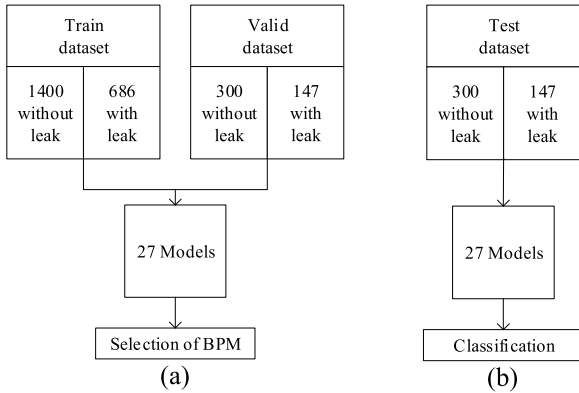 Train
dataset
1400
without
leak
686
with
leak
Valid
dataset
300
without
leak
147
with
leak
27 Models
Selection of BPM
(a)
Test
dataset
300
without
leak
147
with
leak
27 Models
Classification
(b)